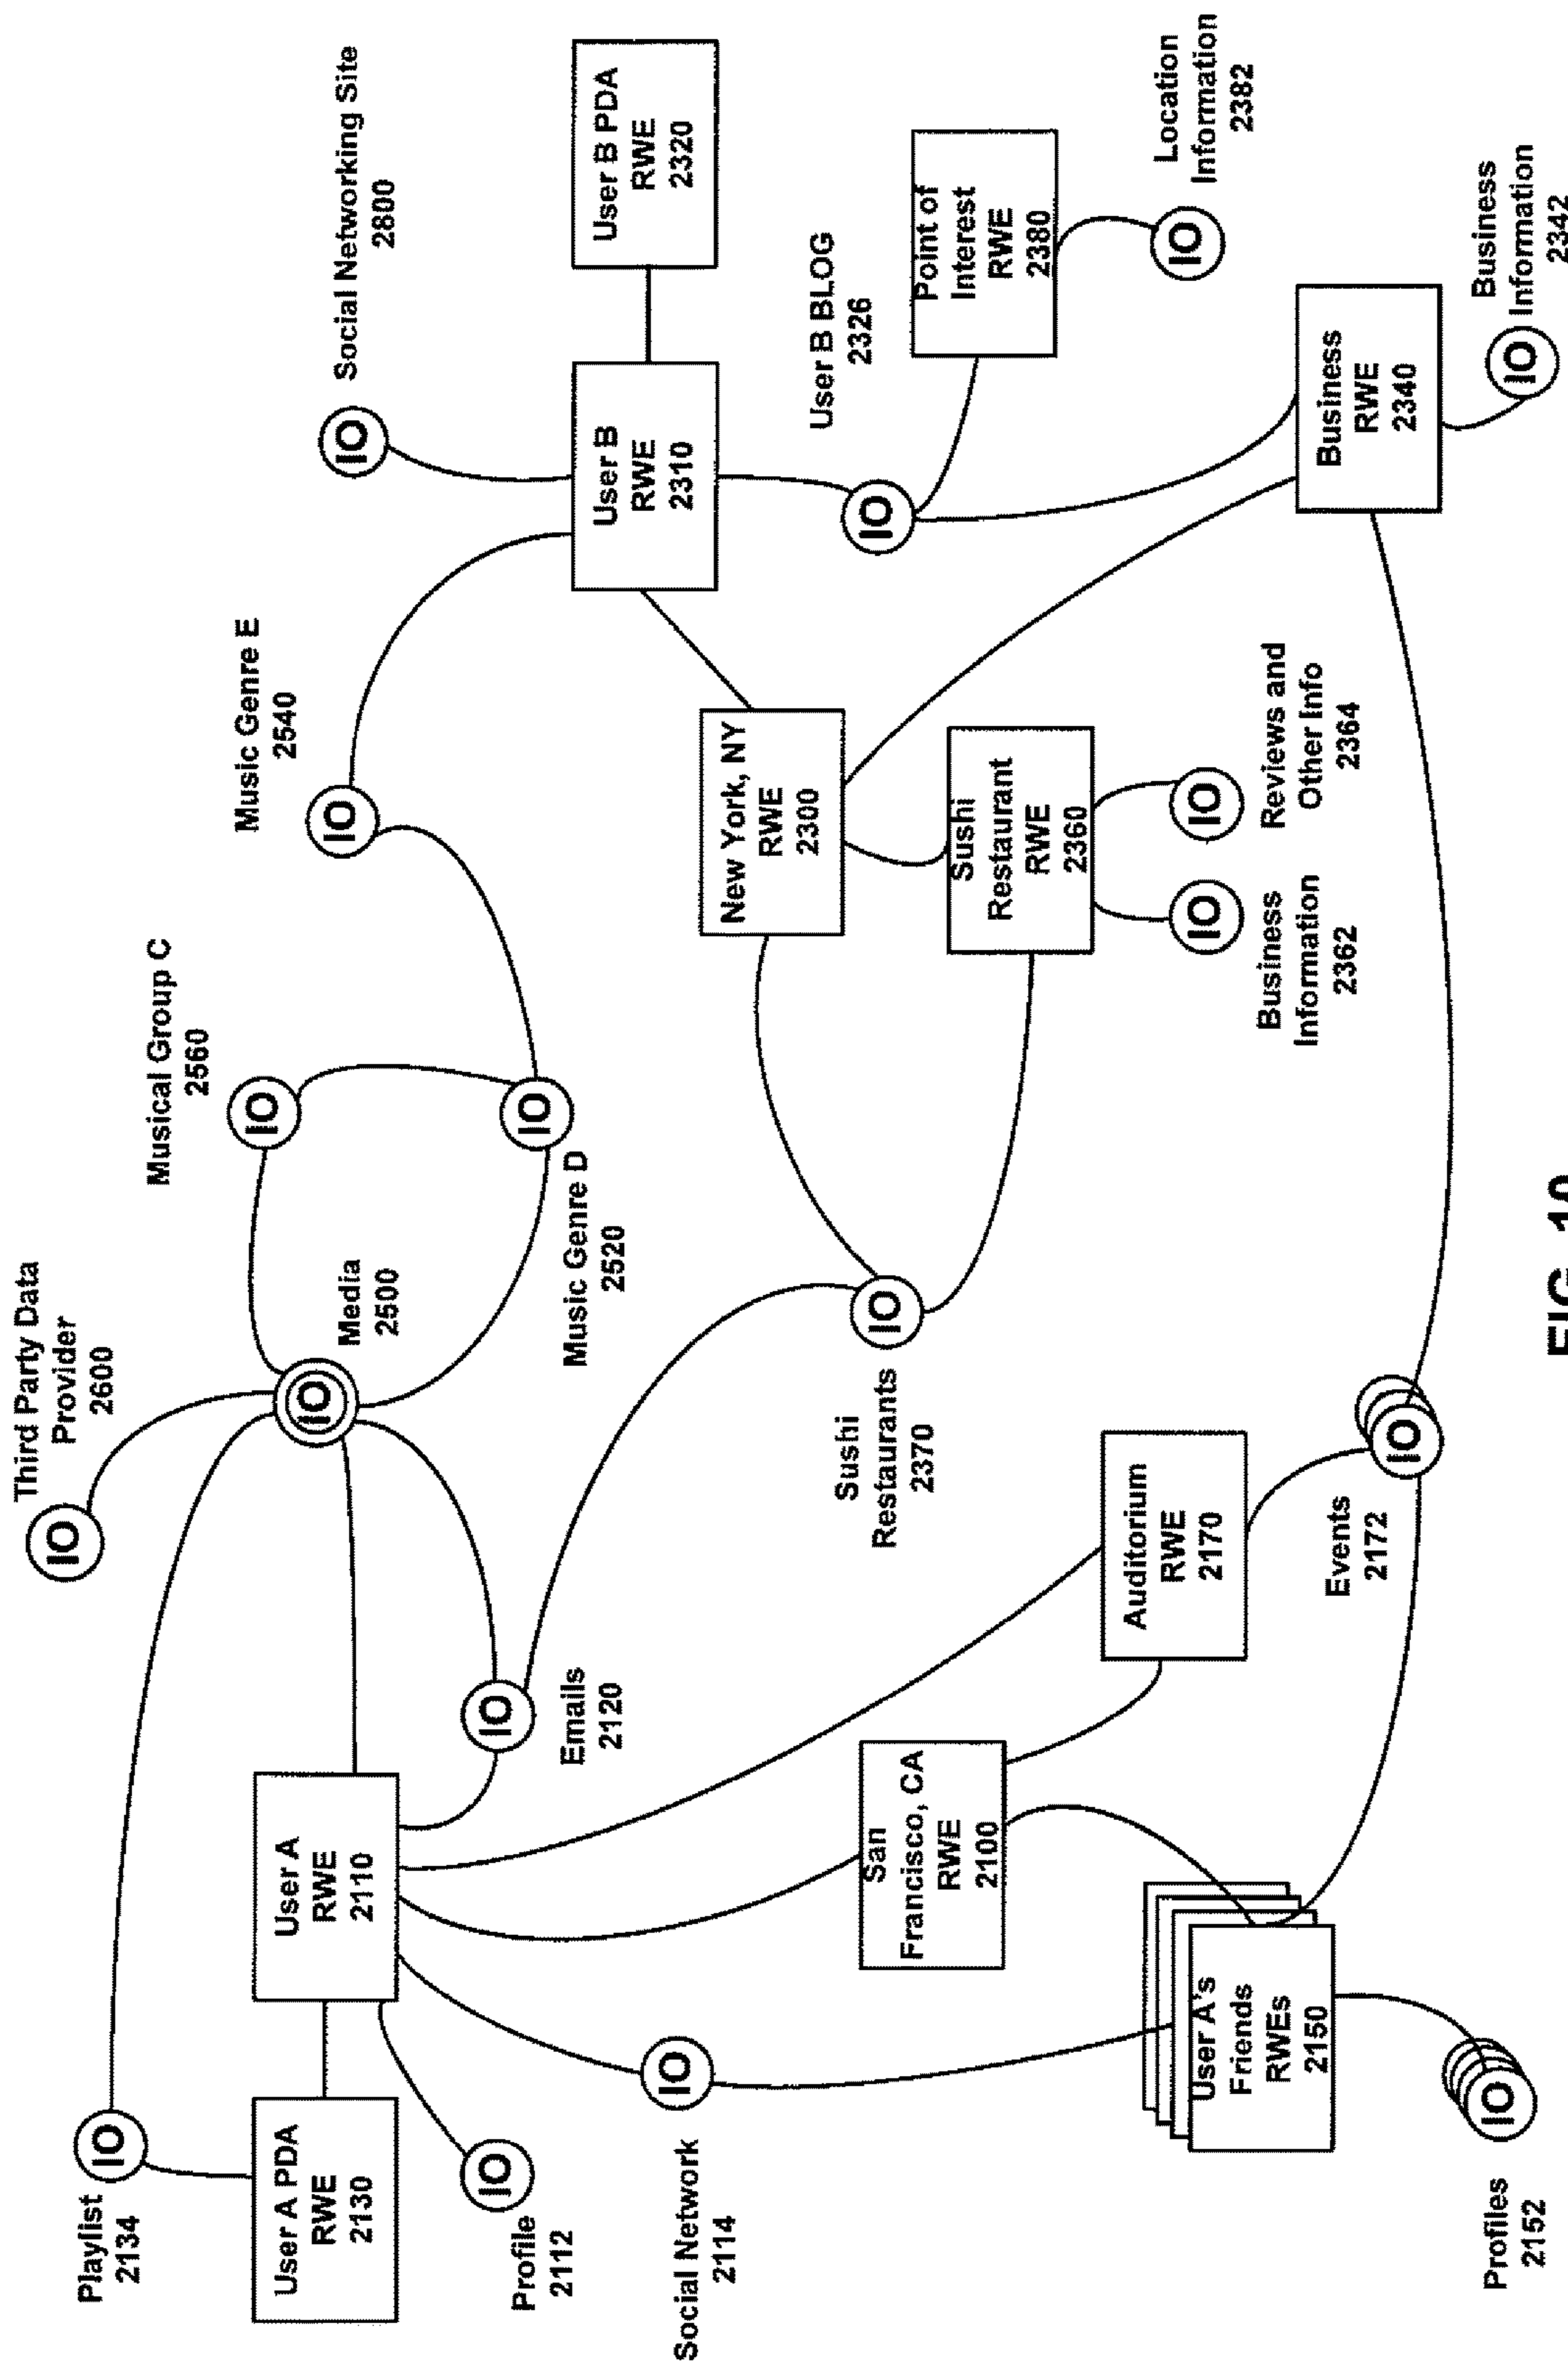 Third Party Data
Provider
2600
IO
Playlist
2134
IO
Musical Group C
2560
IO
Music Genre E
2540
IO
Social Networking Site
2800
IO
Media
2500
IO
User A PDA
RWE
2130
User A
RWE
2110
Profile
2112
IO
Emails
2120
IO
Music Genre D
2520
IO
User B
RWE
2310
User B PDA
RWE
2320
Social Network
2114
IO
New York, NY
RWE
2300
User B BLOG
2326
IO
Sushi
Restaurants
2370
IO
San
Francisco, CA
RWE
2100
Sushi
Restaurant
RWE
2360
Point of
Interest
RWE
2380
Auditorium
RWE
2170
IO
Business
Information
2362
IO
Reviews and
Other Info
2364
IO
Location
Information
2382
User A's
Friends
RWEs
2150
Events
2172
IO
Business
RWE
2340
Profiles
2152
IO
IO
Business
Information
2342
FIG.